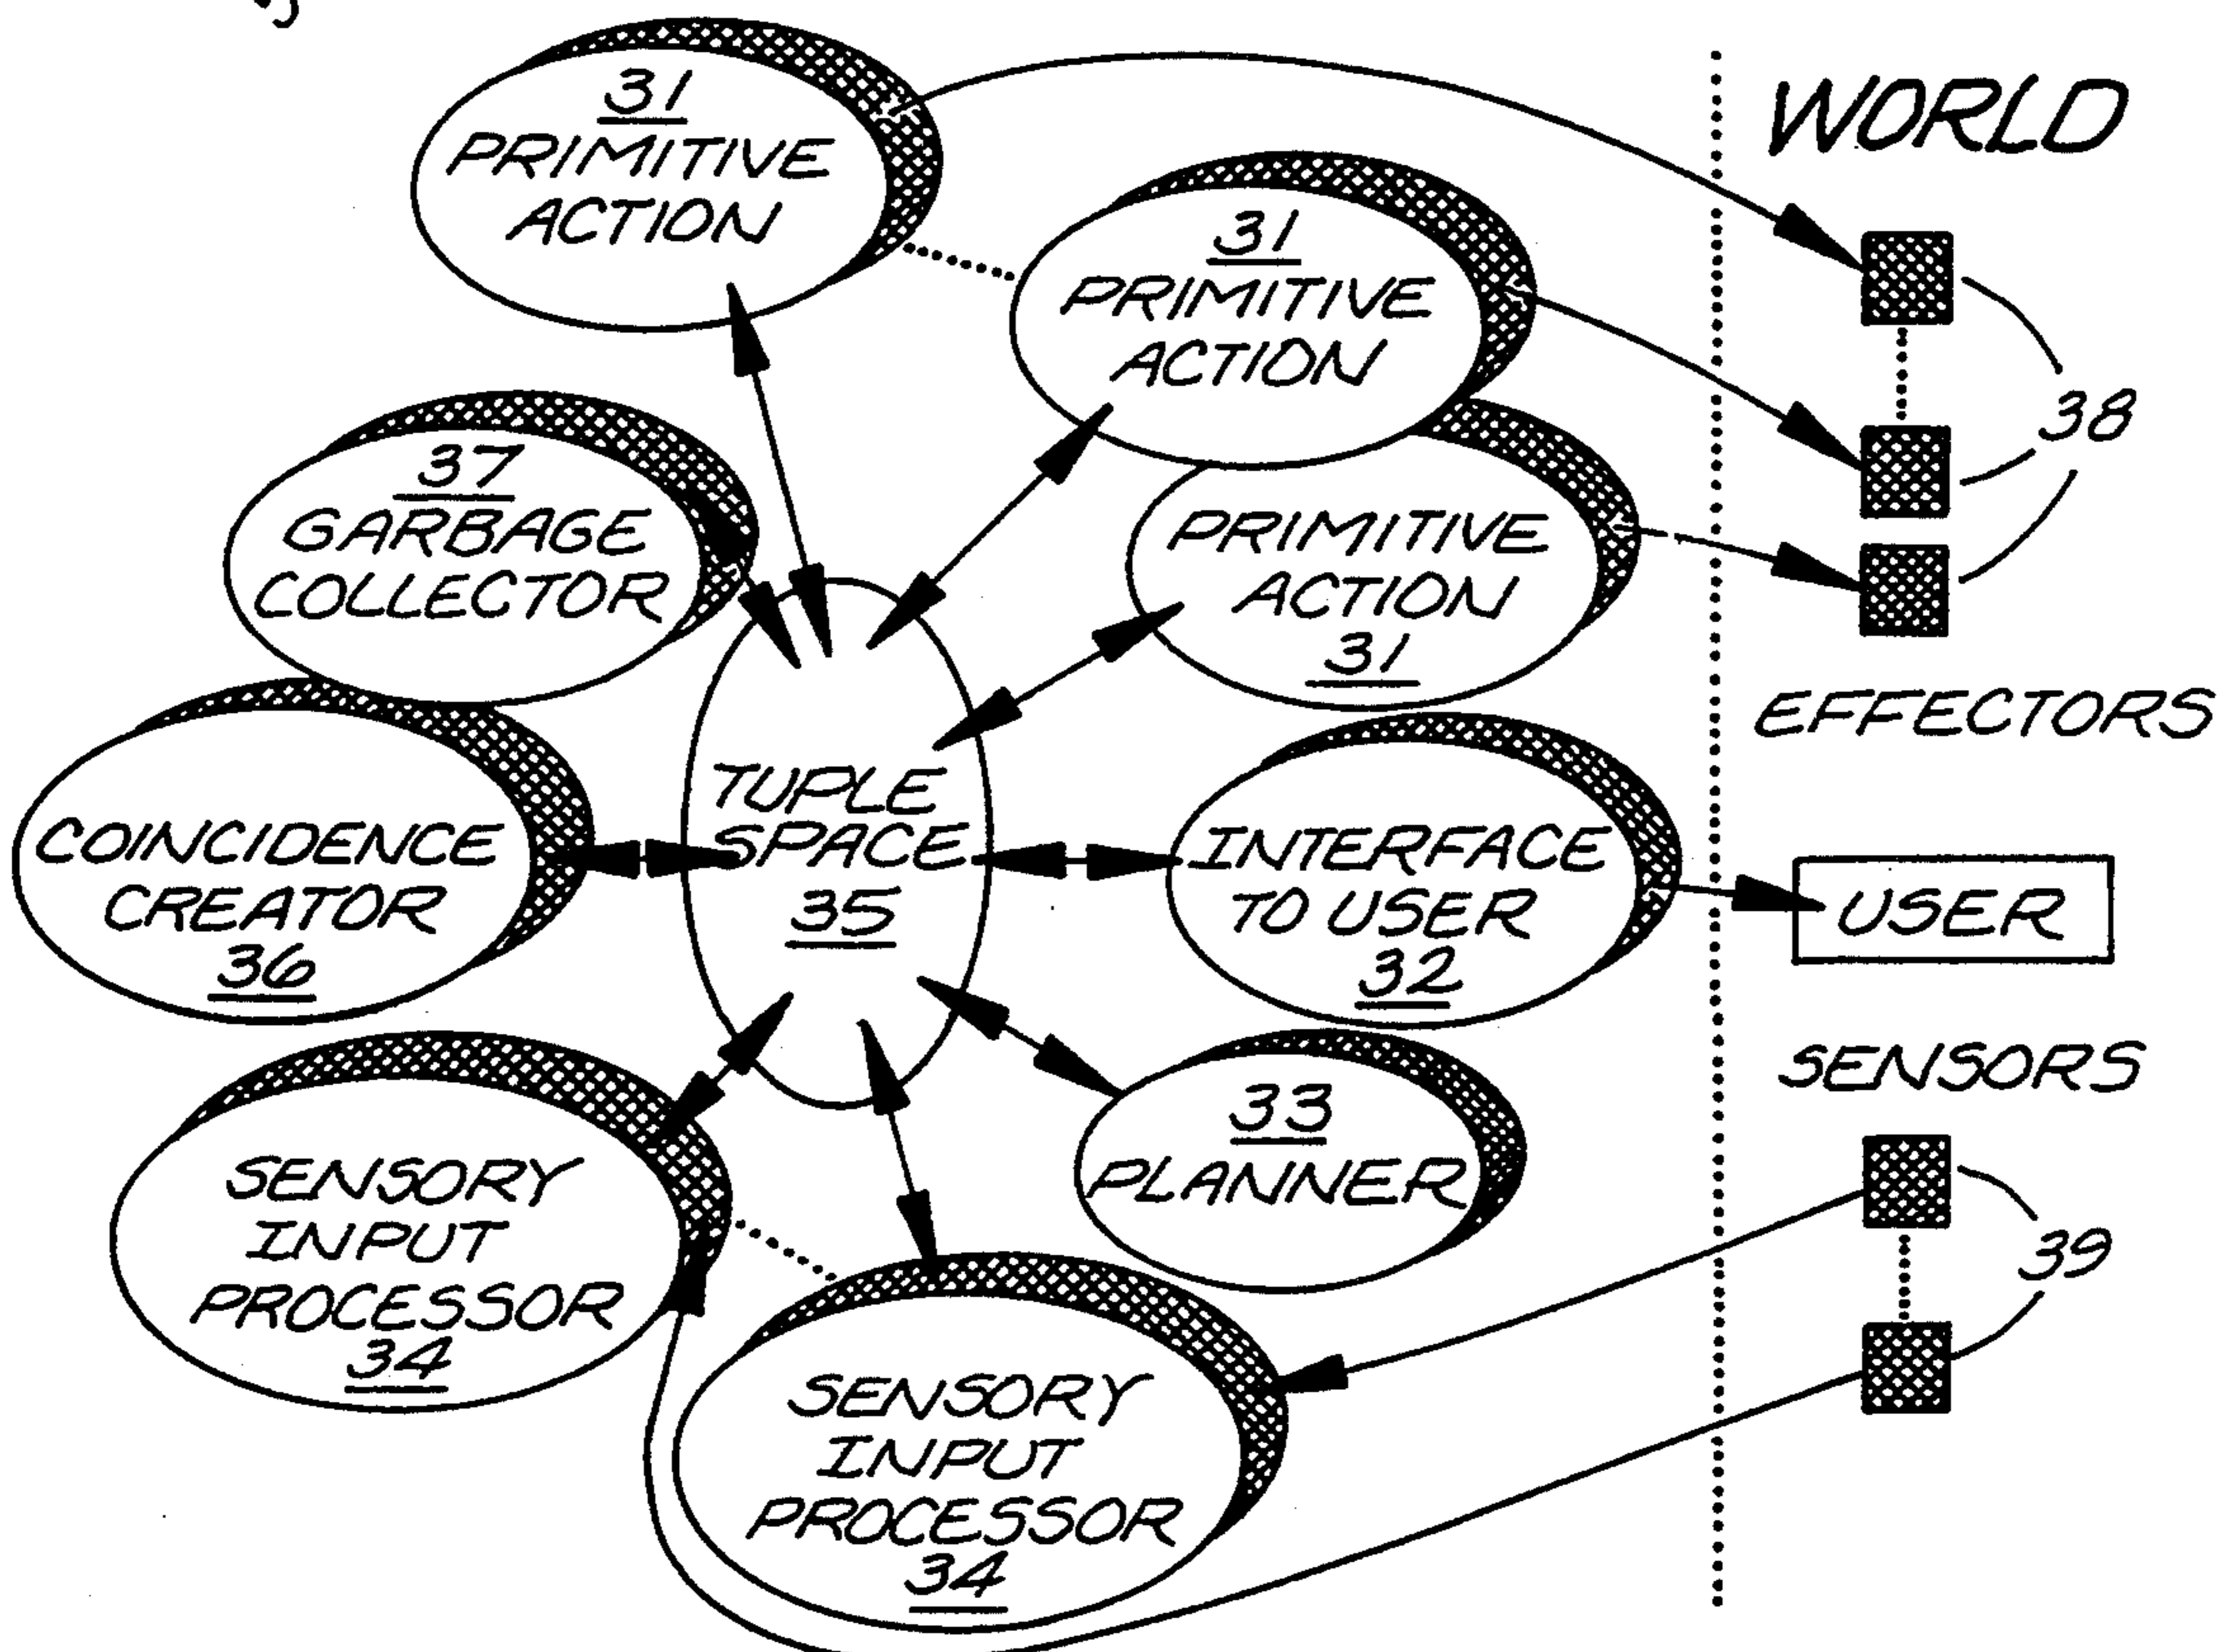 31
PRIMITIVE
ACTION
31
PRIMITIVE
ACTION
PRIMITIVE
ACTION
31
37
GARBAGE
COLLECTOR
TUPLE
SPACE
35
COINCIDENCE
CREATOR
36
INTERFACE
TO USER
32
33
PLANNER
SENSORY
INPUT
PROCESSOR
34
SENSORY
INPUT
PROCESSOR
34
WORLD
38
EFFECTORS
USER
SENSORS
39